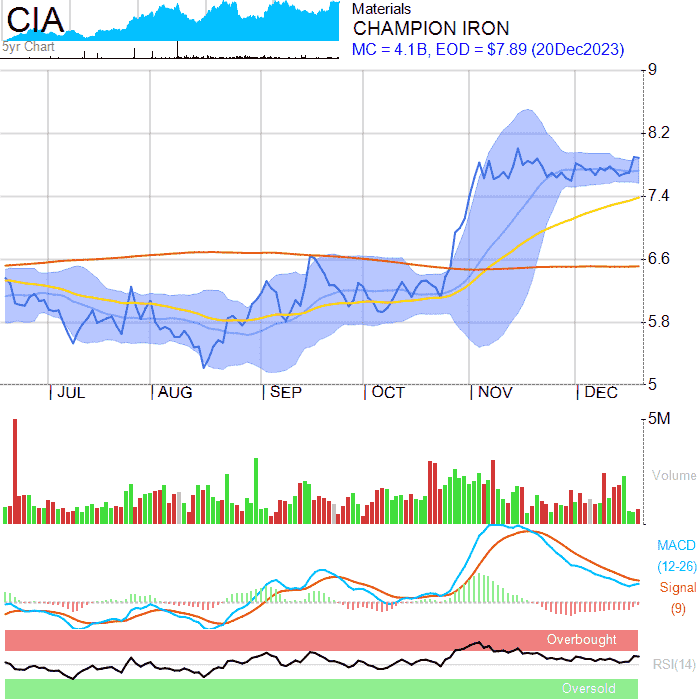 CIA
5yr Chart
Materials
CHAMPION IRON
MC = 4.1B, EOD = $7.89 (20Dec2023)
9
8.2
7.4
6.6
5.8
5
JUL AUG SEP OCT NOV DEC
5M
Volume
MACD
(12-26)
Signal
(9)
Overbought
RSI(14)
Oversold